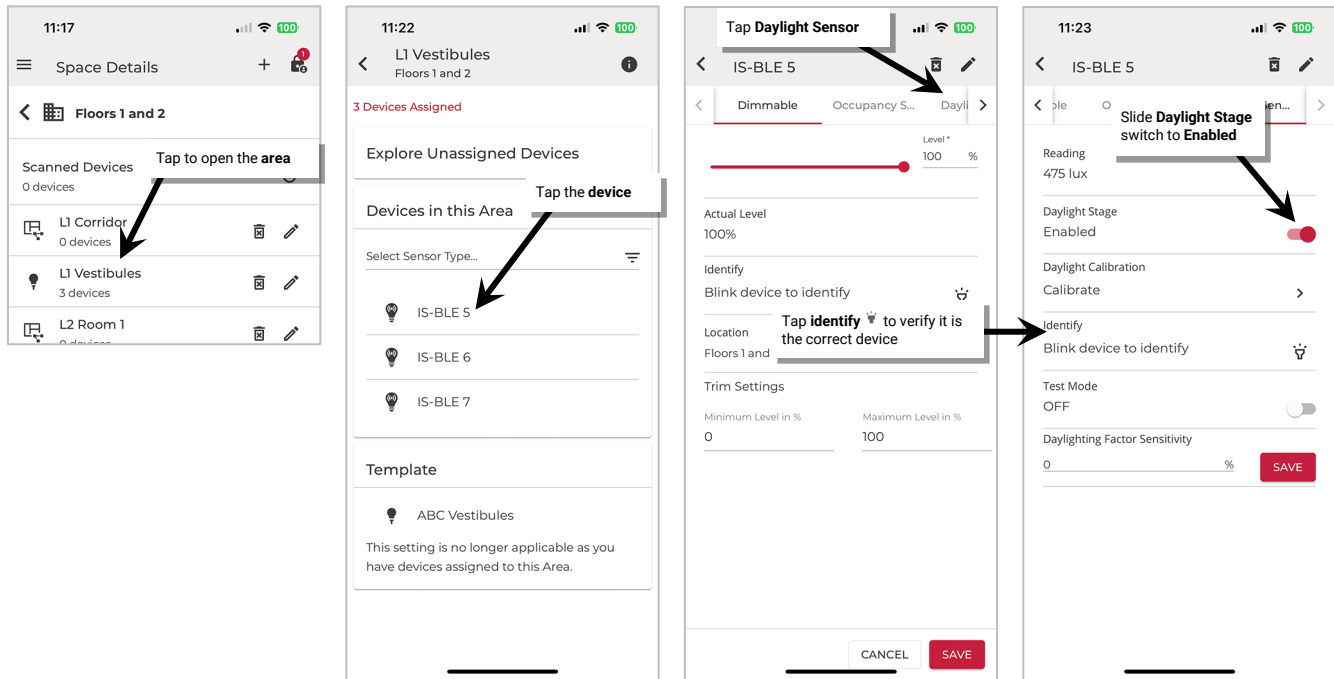 11:17
100
Space Details
1
Floors 1 and 2
Scanned Devices
0 devices
Tap to open the area
L1 Corridor
0 devices
L1 Vestibules
3 devices
L2 Room 1
0 devices
11:22
100
L1 Vestibules
Floors 1 and 2
3 Devices Assigned
Explore Unassigned Devices
Tap the device
Devices in this Area
Select Sensor Type...
IS-BLE 5
IS-BLE 6
IS-BLE 7
Template
ABC Vestibules
This setting is no longer applicable as you
have devices assigned to this Area.
Tap Daylight Sensor
100
IS-BLE 5
Dimmable
Occupancy S...
Dayli
Level *
100 %
Actual Level
100%
Identify
Blink device to identify
Location
Floors 1 and
Tap identify to verify it is
the correct device
Trim Settings
Minimum Level in %
0
Maximum Level in %
100
CANCEL
SAVE
11:23
100
IS-BLE 5
ple
O
en...
Slide Daylight Stage
switch to Enabled
Reading
475 lux
Daylight Stage
Enabled
Daylight Calibration
Calibrate
Identify
Blink device to identify
Test Mode
OFF
Daylighting Factor Sensitivity
0 %
SAVE